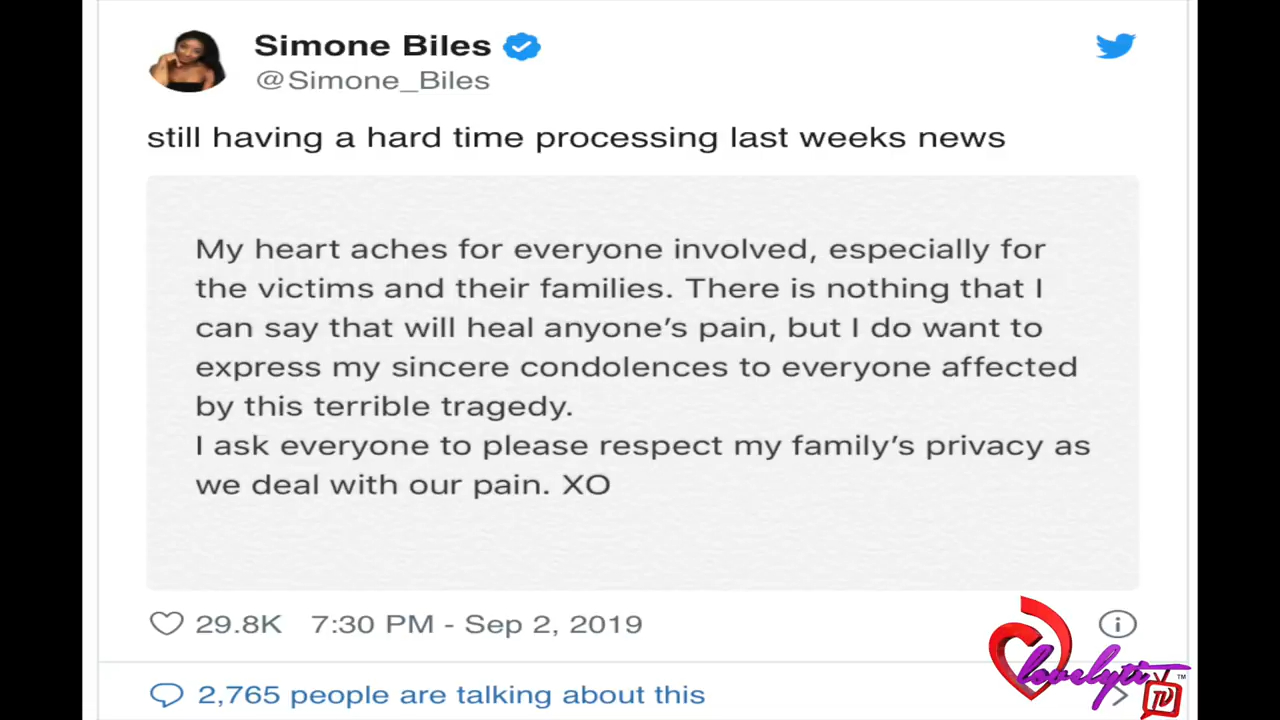 Simone Biles
@Simone_Biles
still having a hard time processing last weeks news
My heart aches for everyone involved, especially for
the victims and their families. There is nothing that I
can say that will heal anyone’s pain, but I do want to
express my sincere condolences to everyone affected
by this terrible tragedy.
I ask everyone to please respect my family’s privacy as
we deal with our pain. XO
29.8K 7:30 PM - Sep 2, 2019
2,765 people are talking about this
lovelyti
TV
™